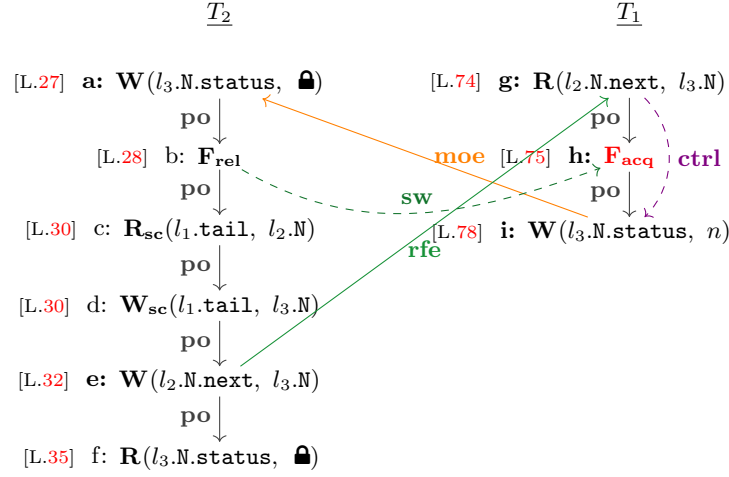 T₂ T₁
[L.27] a: W(l₃.N.status, 🔒) [L.74] g: R(l₂.N.next, l₃.N)
po po
[L.28] b: F_rel moe [L.75] h: F_acq ctrl
po sw po
[L.30] c: R_sc(l₁.tail, l₂.N) [L.78] i: W(l₃.N.status, n)
po rfe
[L.30] d: W_sc(l₁.tail, l₃.N)
po
[L.32] e: W(l₂.N.next, l₃.N)
po
[L.35] f: R(l₃.N.status, 🔒)